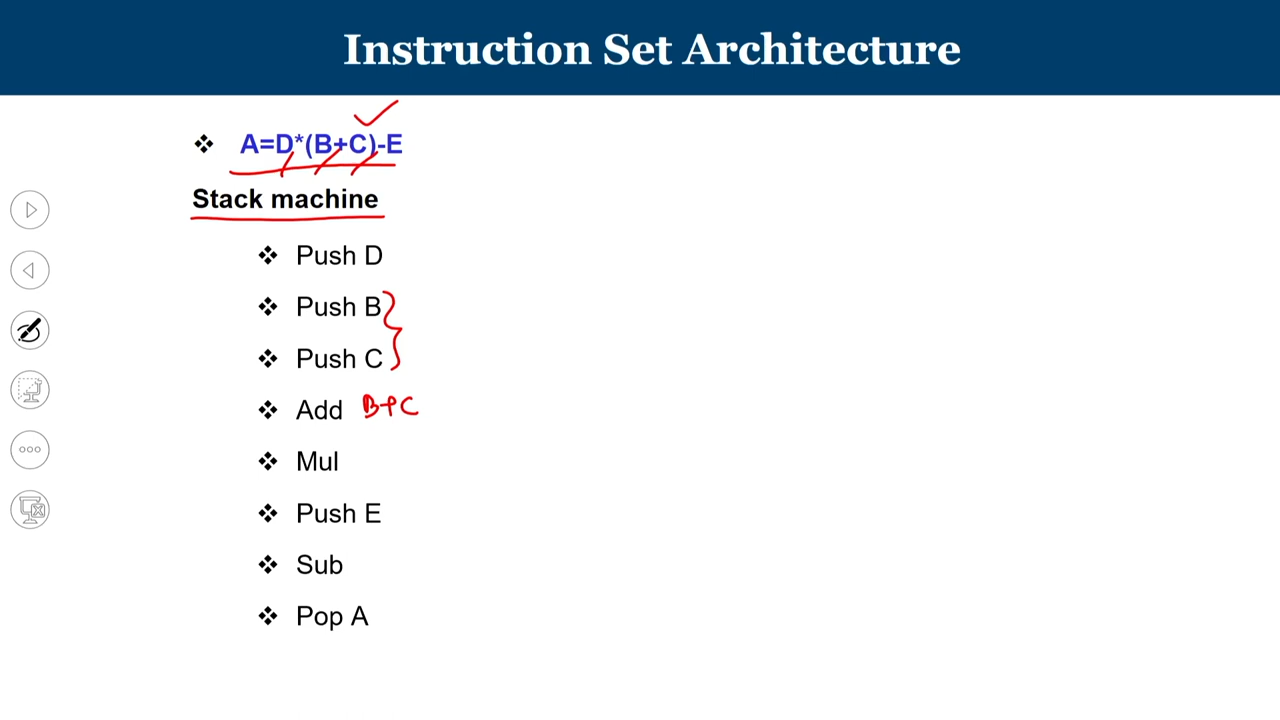 Instruction Set Architecture
❖ A=D*(B+C)-E
Stack machine
❖ Push D
❖ Push B
❖ Push C
❖ Add B+C
❖ Mul
❖ Push E
❖ Sub
❖ Pop A